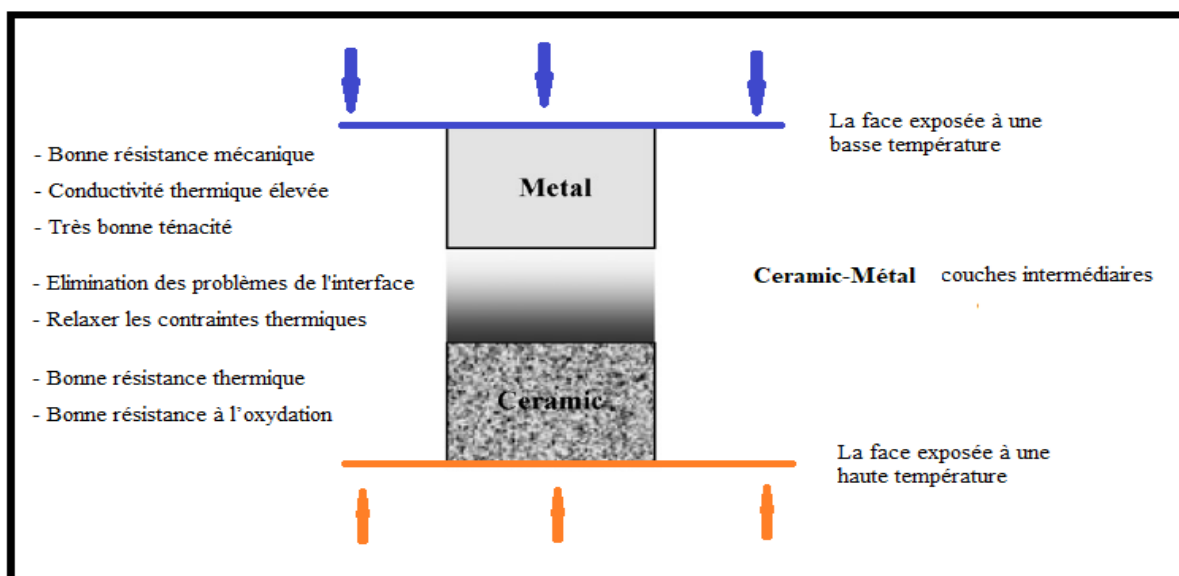 La face exposée à une
basse température
- Bonne résistance mécanique
- Conductivité thermique élevée
- Très bonne ténacité
Metal
- Elimination des problèmes de l'interface
- Relaxer les contraintes thermiques
Ceramic-Métal couches intermédiaires
- Bonne résistance thermique
- Bonne résistance à l’oxydation
Ceramic
La face exposée à une
haute température